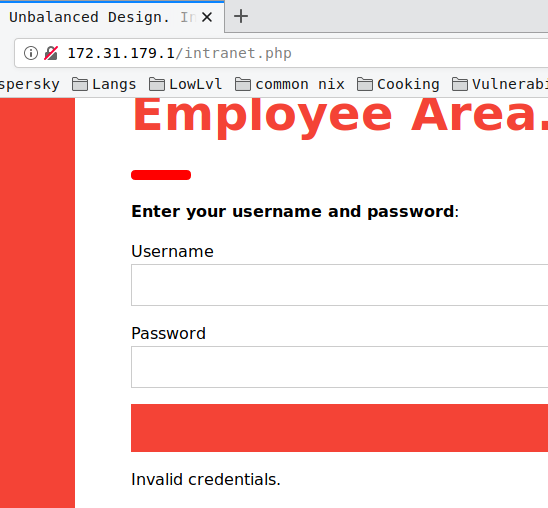 Unbalanced Design. In
172.31.179.1/intranet.php
spersky Langs LowLvl common nix Cooking Vulnerabi
Employee Area.
Enter your username and password:
Username
Password
Invalid credentials.